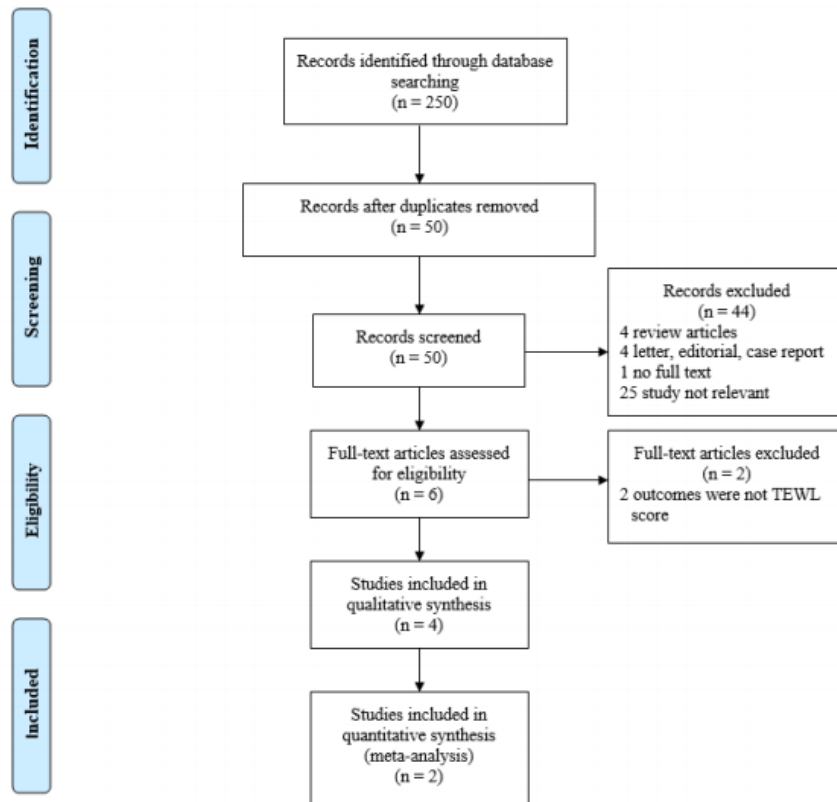 Identification
Records identified through database
searching
(n = 250)
Records after duplicates removed
(n = 50)
Screening
Records screened
(n = 50)
Records excluded
(n = 44)
4 review articles
4 letter, editorial, case report
1 no full text
25 study not relevant
Eligibility
Full-text articles assessed
for eligibility
(n = 6)
Full-text articles excluded
(n = 2)
2 outcomes were not TEWL
score
Studies included in
qualitative synthesis
(n = 4)
Included
Studies included in
quantitative synthesis
(meta-analysis)
(n = 2)